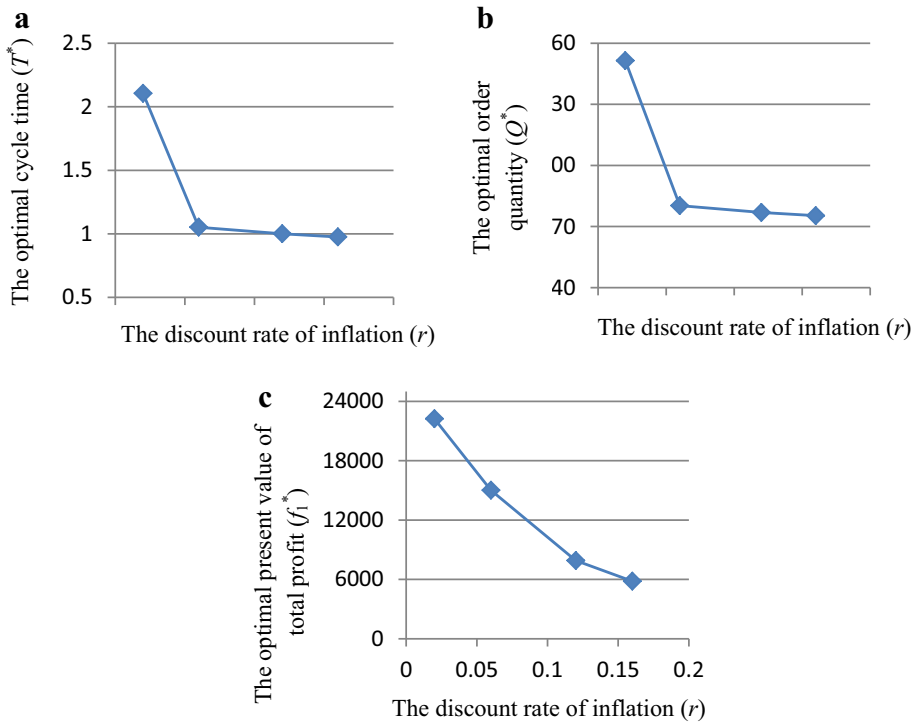 a
The optimal cycle time (T*)
2.5
2
1.5
1
0.5
The discount rate of inflation (r)
b
The optimal order
quantity (Q*)
60
30
00
70
40
The discount rate of inflation (r)
c
The optimal present value of
total profit (f1*)
24000
18000
12000
6000
0
0 0.05 0.1 0.15 0.2
The discount rate of inflation (r)